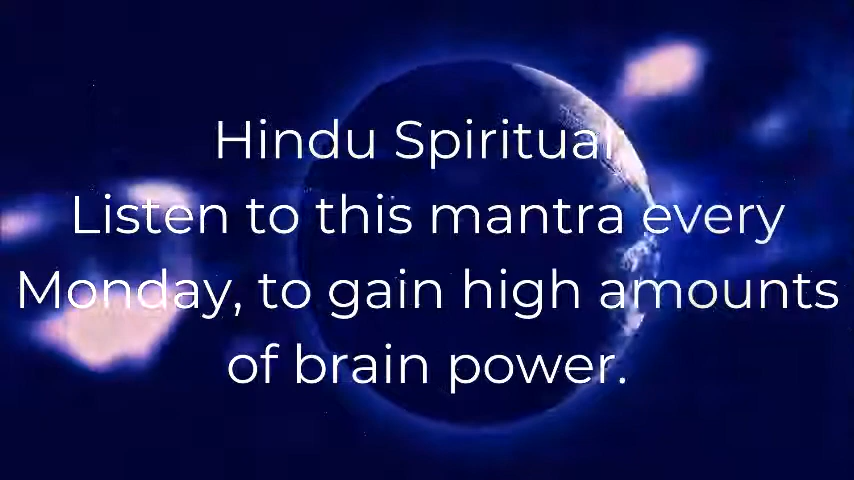 Hindu Spiritual
Listen to this mantra every
Monday, to gain high amounts
of brain power.